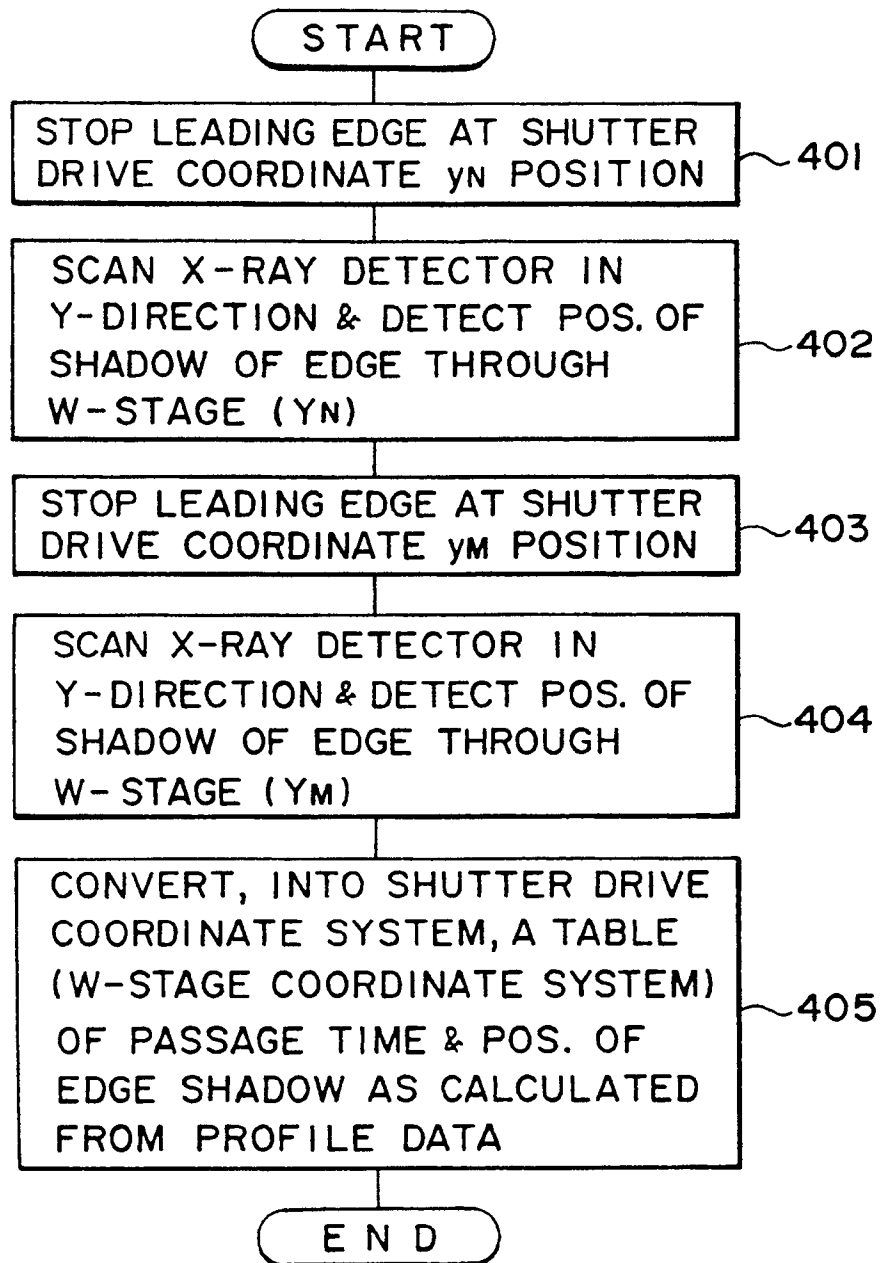 START
STOP LEADING EDGE AT SHUTTER
DRIVE COORDINATE yN POSITION
401
SCAN X-RAY DETECTOR IN
Y-DIRECTION & DETECT POS. OF
SHADOW OF EDGE THROUGH
W-STAGE (YN)
402
STOP LEADING EDGE AT SHUTTER
DRIVE COORDINATE yM POSITION
403
SCAN X-RAY DETECTOR IN
Y-DIRECTION & DETECT POS. OF
SHADOW OF EDGE THROUGH
W-STAGE (YM)
404
CONVERT, INTO SHUTTER DRIVE
COORDINATE SYSTEM, A TABLE
(W-STAGE COORDINATE SYSTEM)
OF PASSAGE TIME & POS. OF
EDGE SHADOW AS CALCULATED
FROM PROFILE DATA
405
END